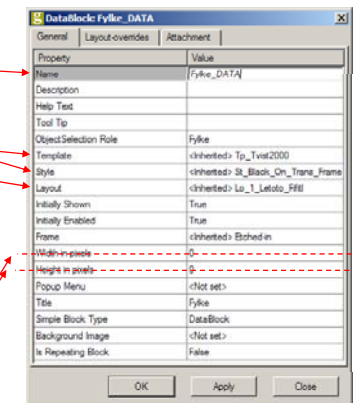 DataBlock: Fylke_DATA
General Layout-overrides Attachment
Property Value
Name Fylke_DATA
Description
Help Text
Tool Tip
ObjectSelection Role Fylke
Template <Inherited> Tp_Tvist2000
Style <Inherited> St_Black_On_Trans_Frame
Layout <Inherited>
Initially Shown True
Initially Enabled True
Frame <Inherited> Etched-in
Width in pixels 0
Height in pixels 0
Popup Menu <Not set>
Title Fylke
Simple Block Type DataBlock
Background Image <Not set>
Is Repeating Block False
OK Apply Close